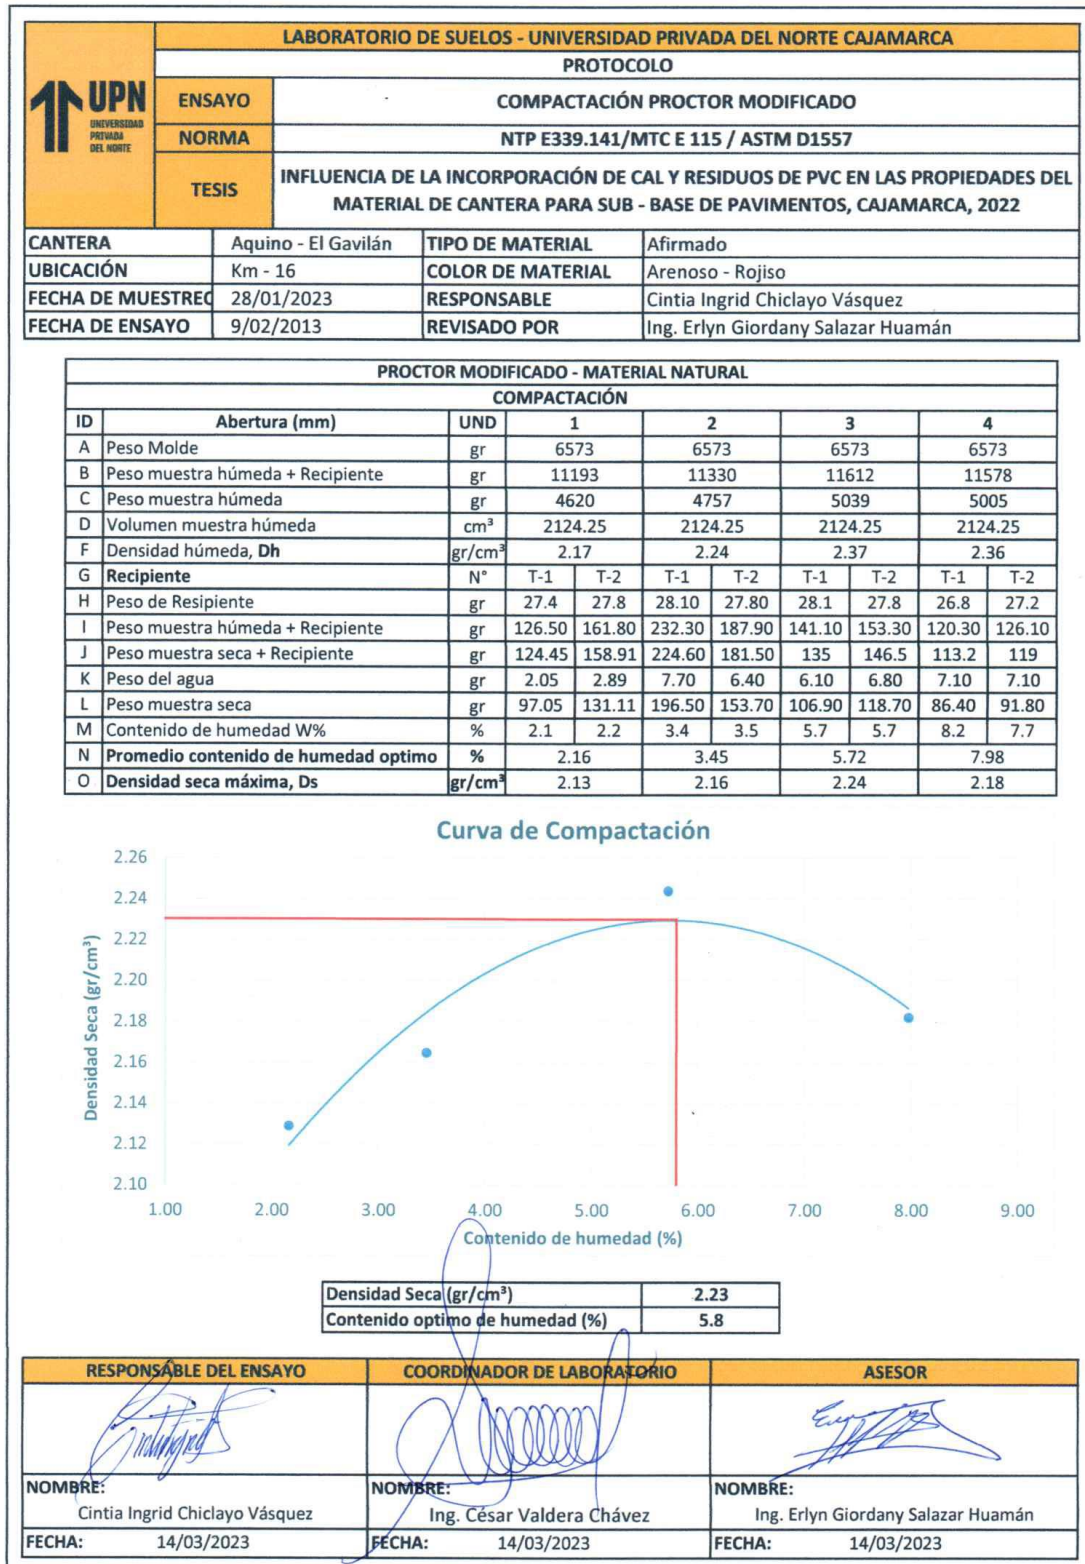 LABORATORIO DE SUELOS - UNIVERSIDAD PRIVADA DEL NORTE CAJAMARCA
PROTOCOLO
UPN
UNIVERSIDAD
PRIVADA
DEL NORTE
ENSAYO COMPACTACIÓN PROCTOR MODIFICADO
NORMA NTP E339.141/MTC E 115 / ASTM D1557
TESIS INFLUENCIA DE LA INCORPORACIÓN DE CAL Y RESIDUOS DE PVC EN LAS PROPIEDADES DEL
MATERIAL DE CANTERA PARA SUB - BASE DE PAVIMENTOS, CAJAMARCA, 2022
CANTERA Aquino - El Gavilán TIPO DE MATERIAL Afirmado
UBICACIÓN Km - 16 COLOR DE MATERIAL Arenoso - Rojiso
FECHA DE MUESTREO 28/01/2023 RESPONSABLE Cintia Ingrid Chiclayo Vásquez
FECHA DE ENSAYO 9/02/2013 REVISADO POR Ing. Erlyn Giordany Salazar Huamán
PROCTOR MODIFICADO - MATERIAL NATURAL
COMPACTACIÓN
ID Abertura (mm) UND 1 2 3 4
A Peso Molde gr 6573 6573 6573 6573
B Peso muestra húmeda + Recipiente gr 11193 11330 11612 11578
C Peso muestra húmeda gr 4620 4757 5039 5005
D Volumen muestra húmeda cm³ 2124.25 2124.25 2124.25 2124.25
F Densidad húmeda, Dh gr/cm³ 2.17 2.24 2.37 2.36
G Recipiente N° T-1 T-2 T-1 T-2 T-1 T-2 T-1 T-2
H Peso de Resipiente gr 27.4 27.8 28.10 27.80 28.1 27.8 26.8 27.2
I Peso muestra húmeda + Recipiente gr 126.50 161.80 232.30 187.90 141.10 153.30 120.30 126.10
J Peso muestra seca + Recipiente gr 124.45 158.91 224.60 181.50 135 146.5 113.2 119
K Peso del agua gr 2.05 2.89 7.70 6.40 6.10 6.80 7.10 7.10
L Peso muestra seca gr 97.05 131.11 196.50 153.70 106.90 118.70 86.40 91.80
M Contenido de humedad W% % 2.1 2.2 3.4 3.5 5.7 5.7 8.2 7.7
N Promedio contenido de humedad optimo % 2.16 3.45 5.72 7.98
O Densidad seca máxima, Ds gr/cm³ 2.13 2.16 2.24 2.18
Curva de Compactación
Densidad Seca (gr/cm³)
2.26
2.24
2.22
2.20
2.18
2.16
2.14
2.12
2.10
1.00 2.00 3.00 4.00 5.00 6.00 7.00 8.00 9.00
Contenido de humedad (%)
Densidad Seca (gr/cm³) 2.23
Contenido optimo de humedad (%) 5.8
RESPONSABLE DEL ENSAYO COORDINADOR DE LABORATORIO ASESOR
NOMBRE: NOMBRE: NOMBRE:
Cintia Ingrid Chiclayo Vásquez Ing. César Valdera Chávez Ing. Erlyn Giordany Salazar Huamán
FECHA: 14/03/2023 FECHA: 14/03/2023 FECHA: 14/03/2023